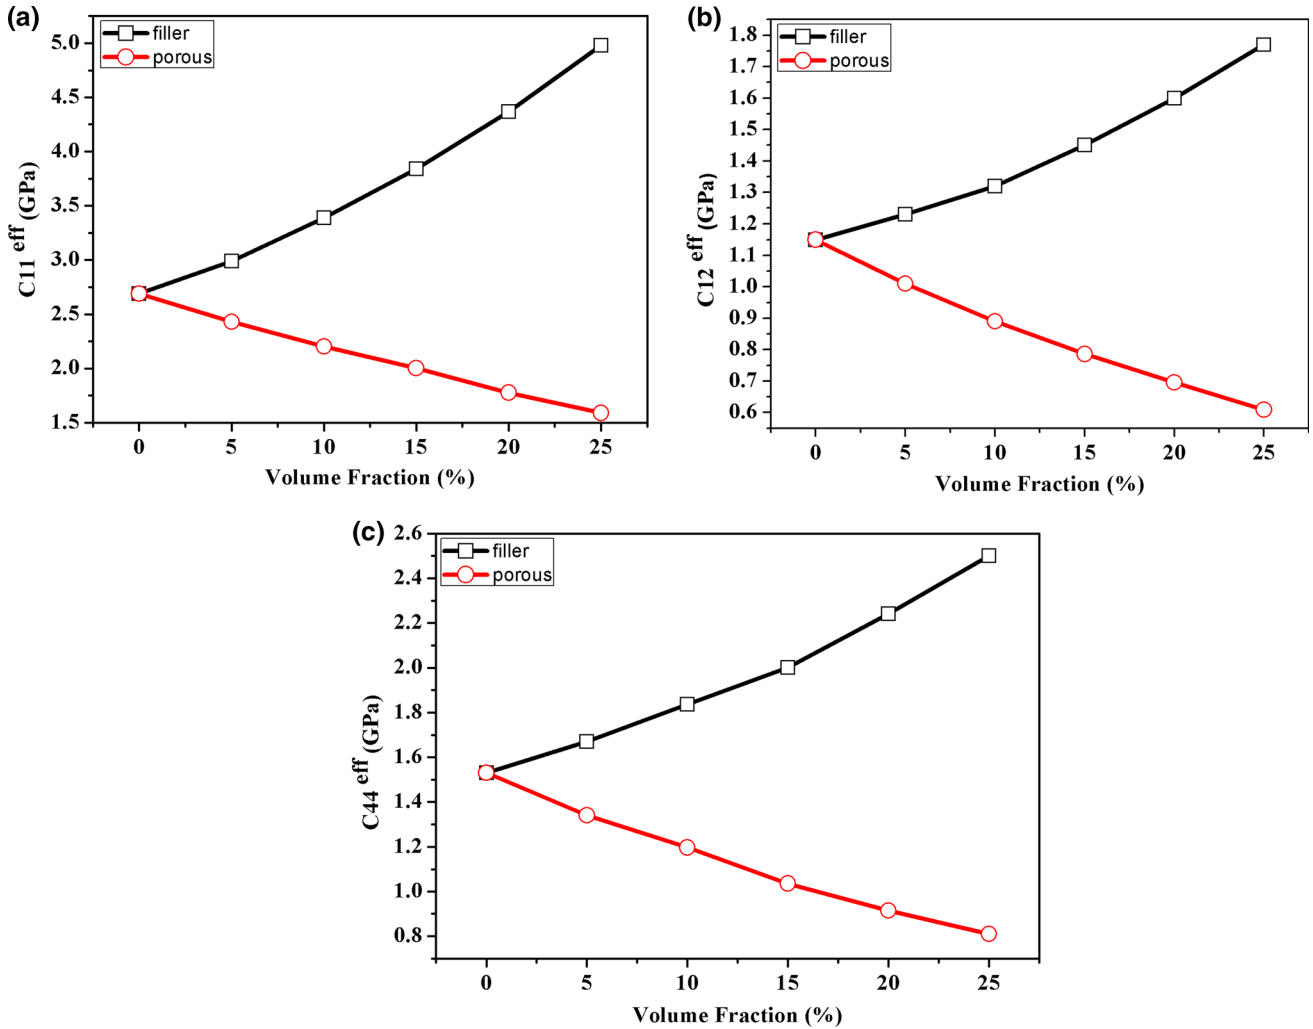 (a)
filler
porous
5.0
4.5
4.0
3.5
3.0
2.5
2.0
1.5
C11 eff (GPa)
0 5 10 15 20 25
Volume Fraction (%)
(b)
filler
porous
1.8
1.7
1.6
1.5
1.4
1.3
1.2
1.1
1.0
0.9
0.8
0.7
0.6
C12 eff (GPa)
0 5 10 15 20 25
Volume Fraction (%)
(c)
filler
porous
2.6
2.4
2.2
2.0
1.8
1.6
1.4
1.2
1.0
0.8
C44 eff (GPa)
0 5 10 15 20 25
Volume Fraction (%)